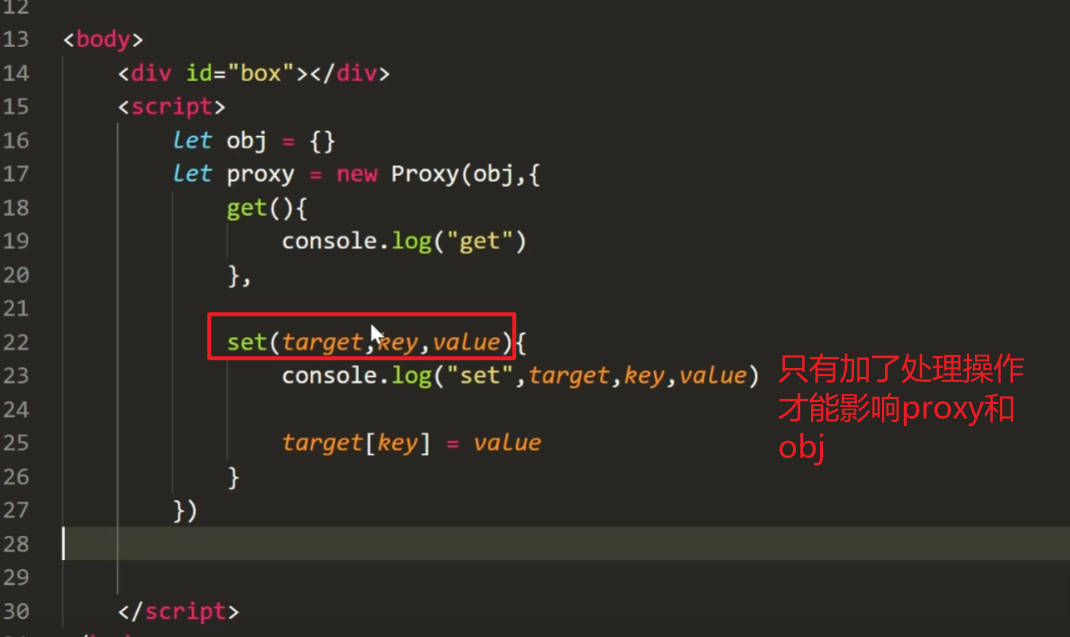 12
13 <body>
14 <div id="box"></div>
15 <script>
16 let obj = {}
17 let proxy = new Proxy(obj,{
18 get(){
19 console.log("get")
20 },
21
22 set(target,key,value){
23 console.log("set",target,key,value) 只有加了处理操作
24 才能影响proxy和
25 target[key] = value obj
26 }
27 })
28
29
30 </script>